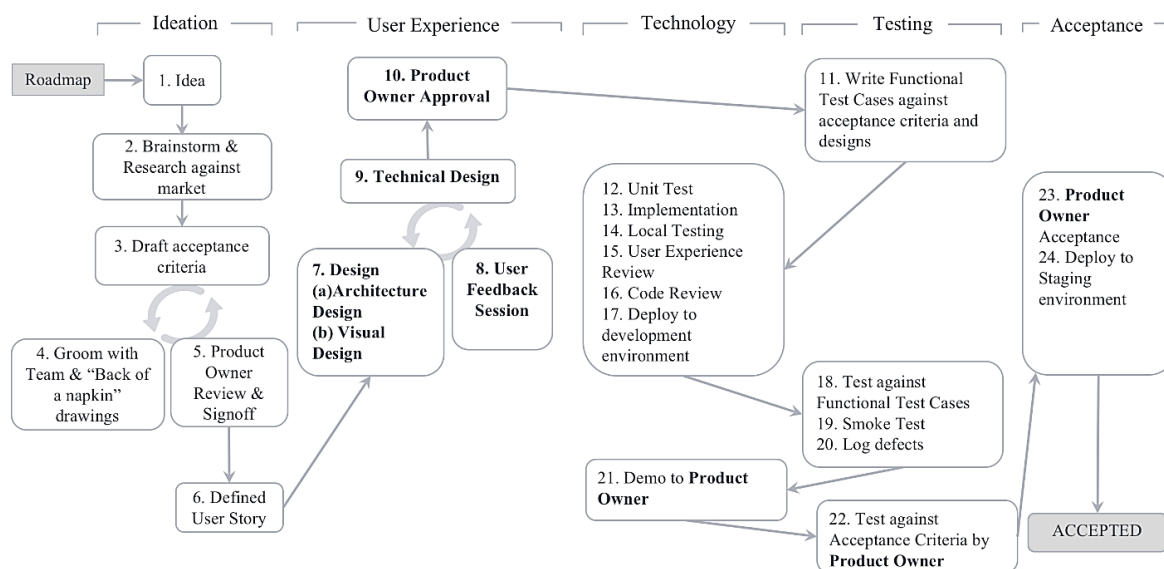 Ideation
User Experience
Technology
Testing
Acceptance
Roadmap
1. Idea
2. Brainstorm &
Research against
market
3. Draft acceptance
criteria
4. Groom with
Team & “Back of
a napkin”
drawings
5. Product
Owner
Review &
Signoff
6. Defined
User Story
7. Design
(a)Architecture
Design
(b) Visual
Design
8. User
Feedback
Session
9. Technical Design
10. Product
Owner Approval
11. Write Functional
Test Cases against
acceptance criteria and
designs
12. Unit Test
13. Implementation
14. Local Testing
15. User Experience
Review
16. Code Review
17. Deploy to
development
environment
18. Test against
Functional Test Cases
19. Smoke Test
20. Log defects
21. Demo to Product
Owner
22. Test against
Acceptance Criteria by
Product Owner
23. Product
Owner
Acceptance
24. Deploy to
Staging
environment
ACCEPTED